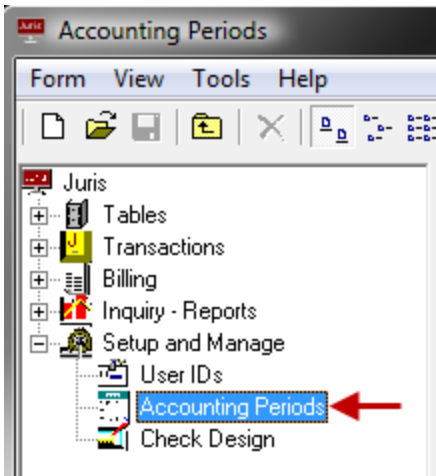 Accounting Periods
Form View Tools Help
Juris
Tables
Transactions
Billing
Inquiry - Reports
Setup and Manage
User IDs
Accounting Periods
Check Design